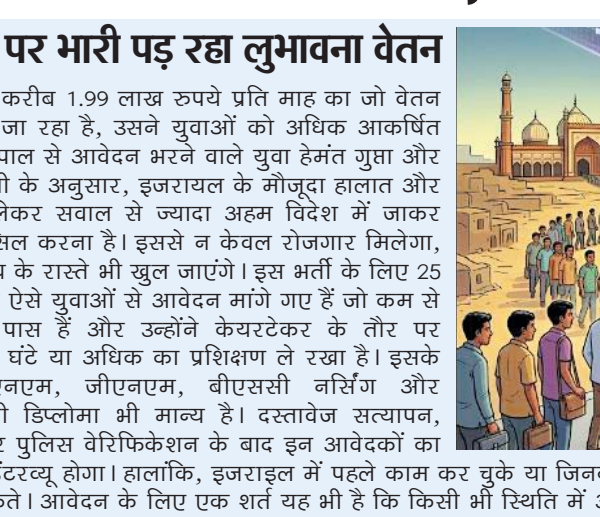 पर भारी पड़ रहा लुभावना वेतन
करीब 1.99 लाख रुपये प्रति माह का जो वेतन
जा रहा है, उसने युवाओं को अधिक आकर्षित
से आवेदन भरने वाले युवा हेमंत गुप्ता और
के अनुसार, इजरायल के मौजूदा हालात और
लेकर सवाल से ज्यादा अहम विदेश में जाकर
करना है। इससे न केवल रोजगार मिलेगा,
के रास्ते भी खुल जाएंगे। इस भर्ती के लिए 25
ऐसे युवाओं से आवेदन मांगे गए हैं जो कम से
पास हैं और उन्होंने केयरटेकर के तौर पर
घंटे या अधिक का प्रशिक्षण ले रखा है। इसके
जीएनएम, बीएससी नर्सिंग और
डिप्लोमा भी मान्य है। दस्तावेज सत्यापन,
पुलिस वेरिफिकेशन के बाद इन आवेदकों का
होगा। हालांकि, इजराइल में पहले काम कर चुके या
आवेदन के लिए एक शर्त यह भी है कि किसी भी स्थिति में